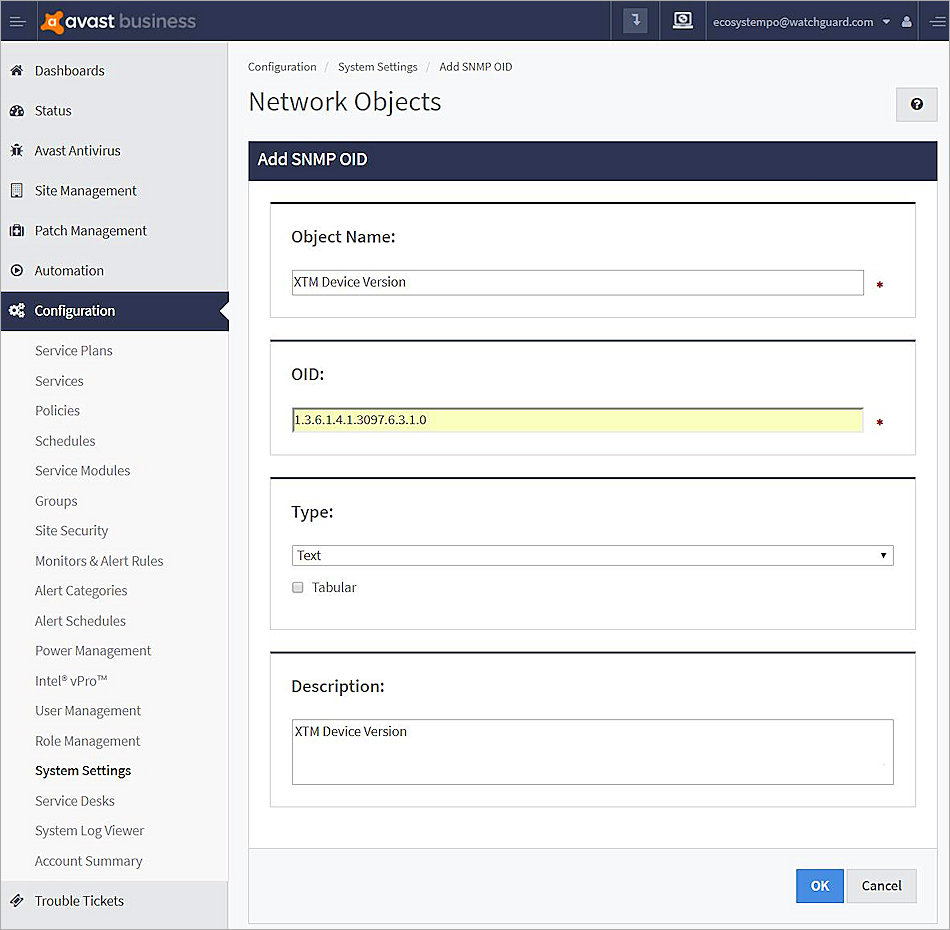 avast business
ecosystempo@watchguard.com
Dashboards
Status
Avast Antivirus
Site Management
Patch Management
Automation
Configuration
Service Plans
Services
Policies
Schedules
Service Modules
Groups
Site Security
Monitors & Alert Rules
Alert Categories
Alert Schedules
Power Management
Intel® vPro™
User Management
Role Management
System Settings
Service Desks
System Log Viewer
Account Summary
Trouble Tickets
Configuration / System Settings / Add SNMP OID
Network Objects
?
Add SNMP OID
Object Name:
XTM Device Version *
OID:
1.3.6.1.4.1.3097.6.3.1.0 *
Type:
Text
Tabular
Description:
XTM Device Version
OK Cancel